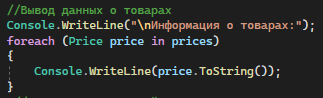 //Вывод данных о товарах
Console.WriteLine("\nИнформация о товарах:");
foreach (Price price in prices)
{
    Console.WriteLine(price.ToString());
}